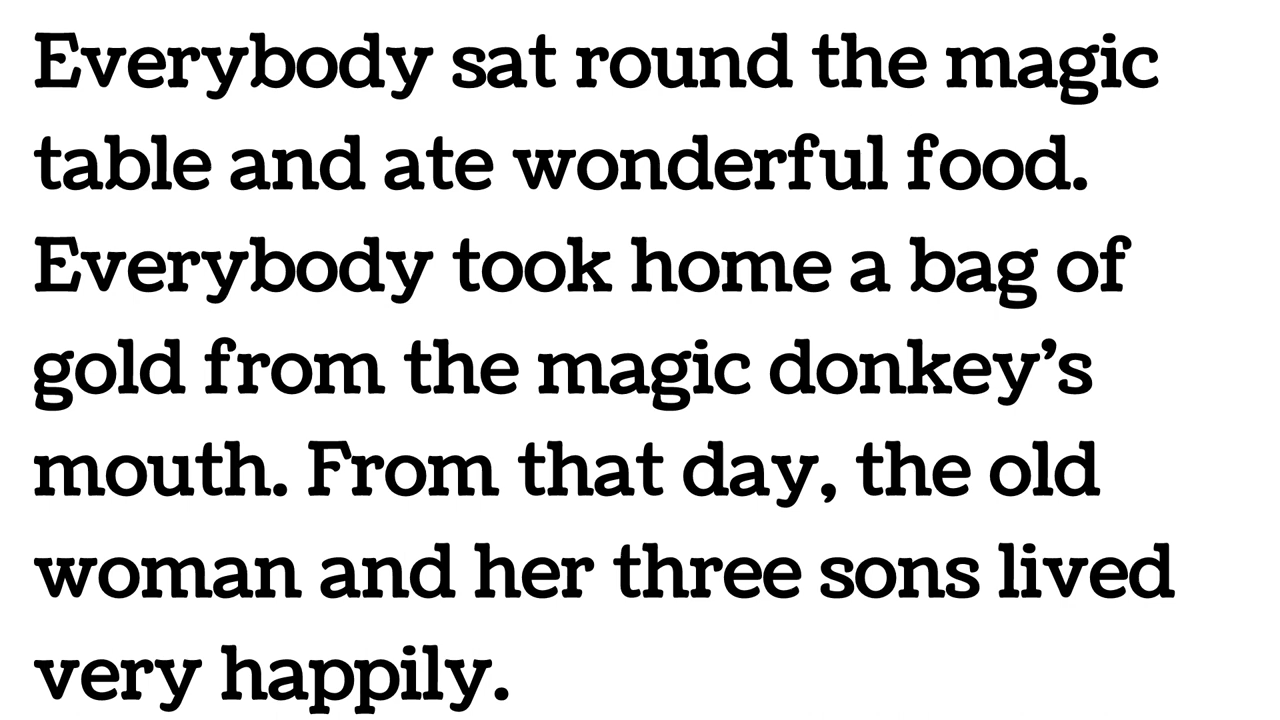 Everybody sat round the magic
table and ate wonderful food.
Everybody took home a bag of
gold from the magic donkey’s
mouth. From that day, the old
woman and her three sons lived
very happily.